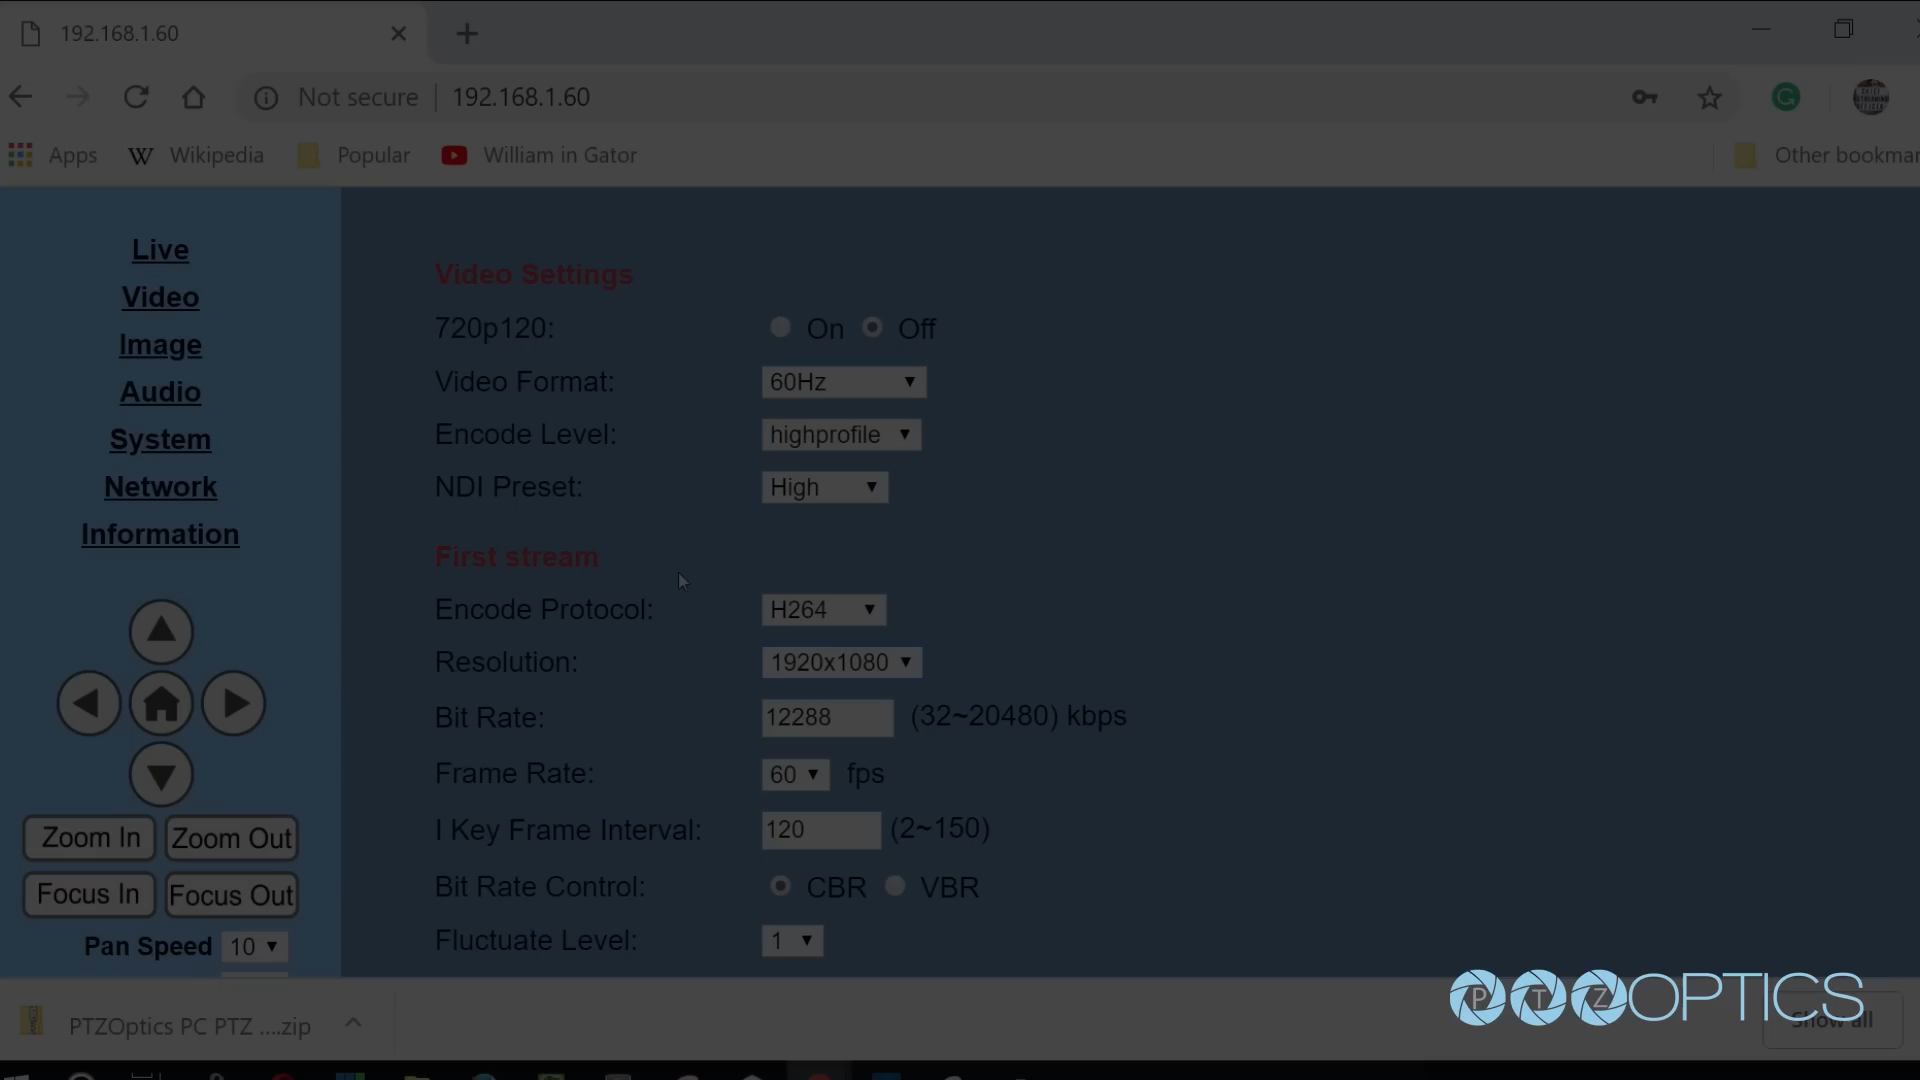 192.168.1.60
Not secure | 192.168.1.60
Apps Wikipedia Popular William in Gator Other bookmar
Live
Video
Image
Audio
System
Network
Information
Zoom In Zoom Out
Focus In Focus Out
Pan Speed 10
Video Settings
720p120: On Off
Video Format: 60Hz
Encode Level: highprofile
NDI Preset: High
First stream
Encode Protocol: H264
Resolution: 1920x1080
Bit Rate: 12288 (32~20480) kbps
Frame Rate: 60 fps
I Key Frame Interval: 120 (2~150)
Bit Rate Control: CBR VBR
Fluctuate Level: 1
PTZOptics PC PTZ ....zip
PTZOPTICS
Show all